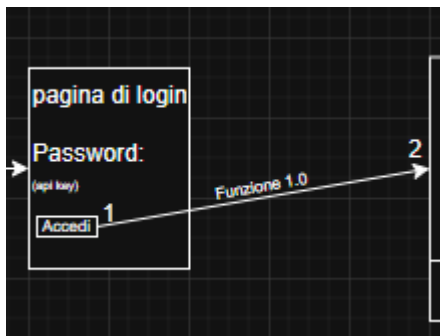 pagina di login
Password:
(api key)
Accedi
1
Funzione 1.0
2